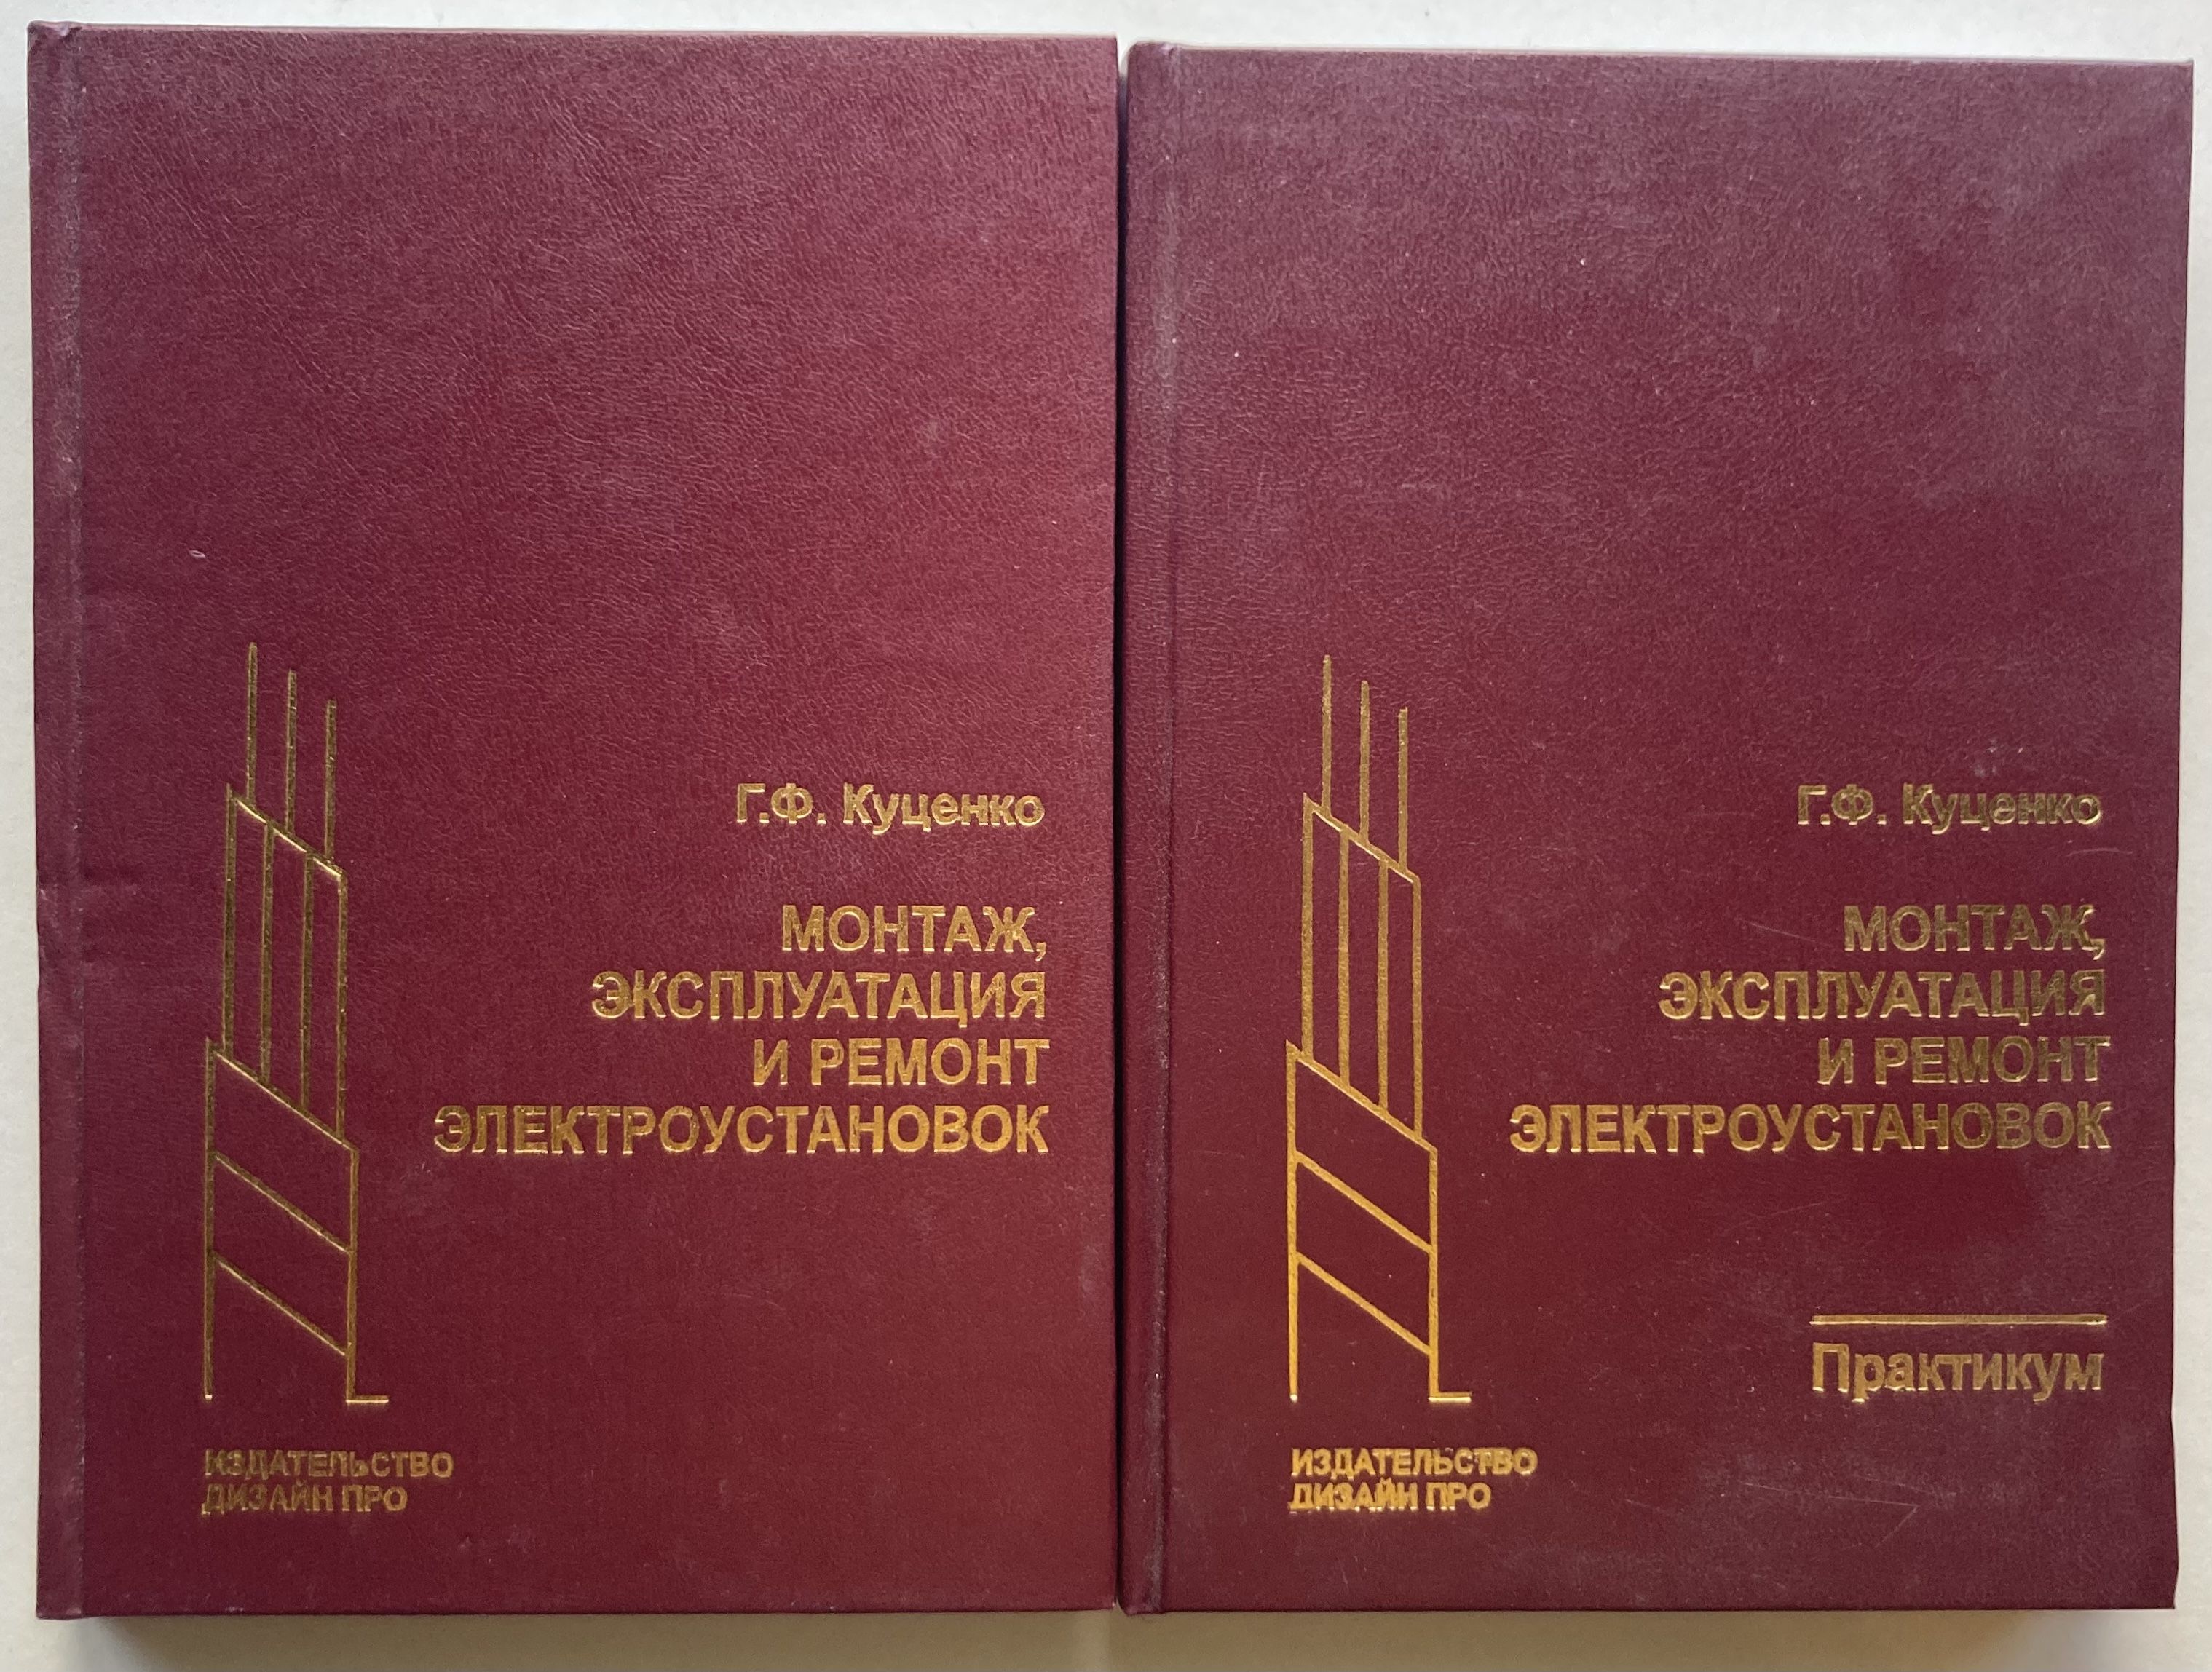 Г.Ф. Куценко
МОНТАЖ,
ЭКСПЛУАТАЦИЯ
И РЕМОНТ
ЭЛЕКТРОУСТАНОВОК
ИЗДАТЕЛЬСТВО
ДИЗАЙН ПРО
Г.Ф. Куценко
МОНТАЖ,
ЭКСПЛУАТАЦИЯ
И РЕМОНТ
ЭЛЕКТРОУСТАНОВОК
Практикум
ИЗДАТЕЛЬСТВО
ДИЗАЙН ПРО